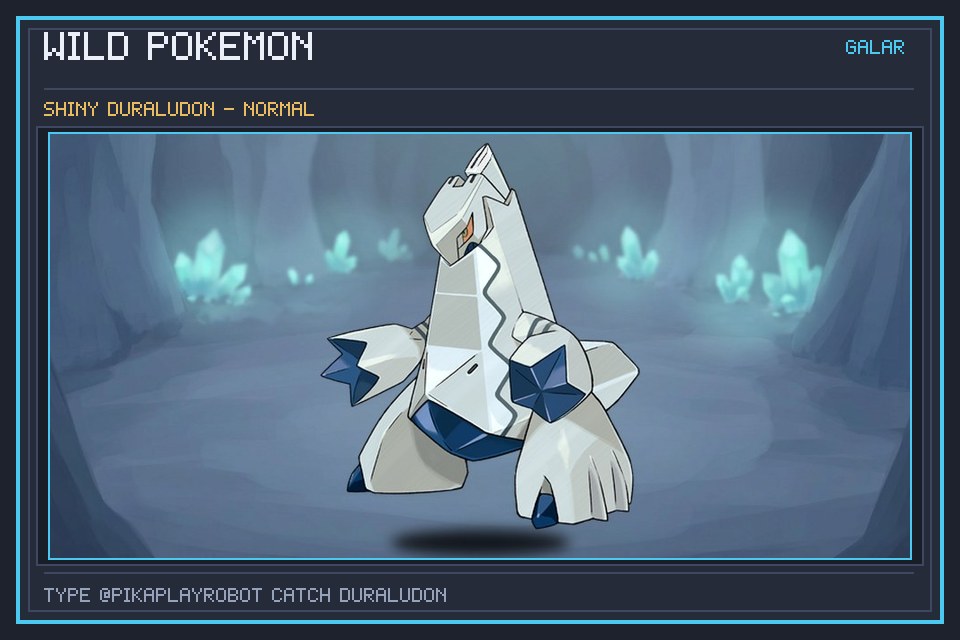 WILD POKEMON
GALAR
SHINY DURALUDON - NORMAL
TYPE @PIKAPLAYROBOT CATCH DURALUDON